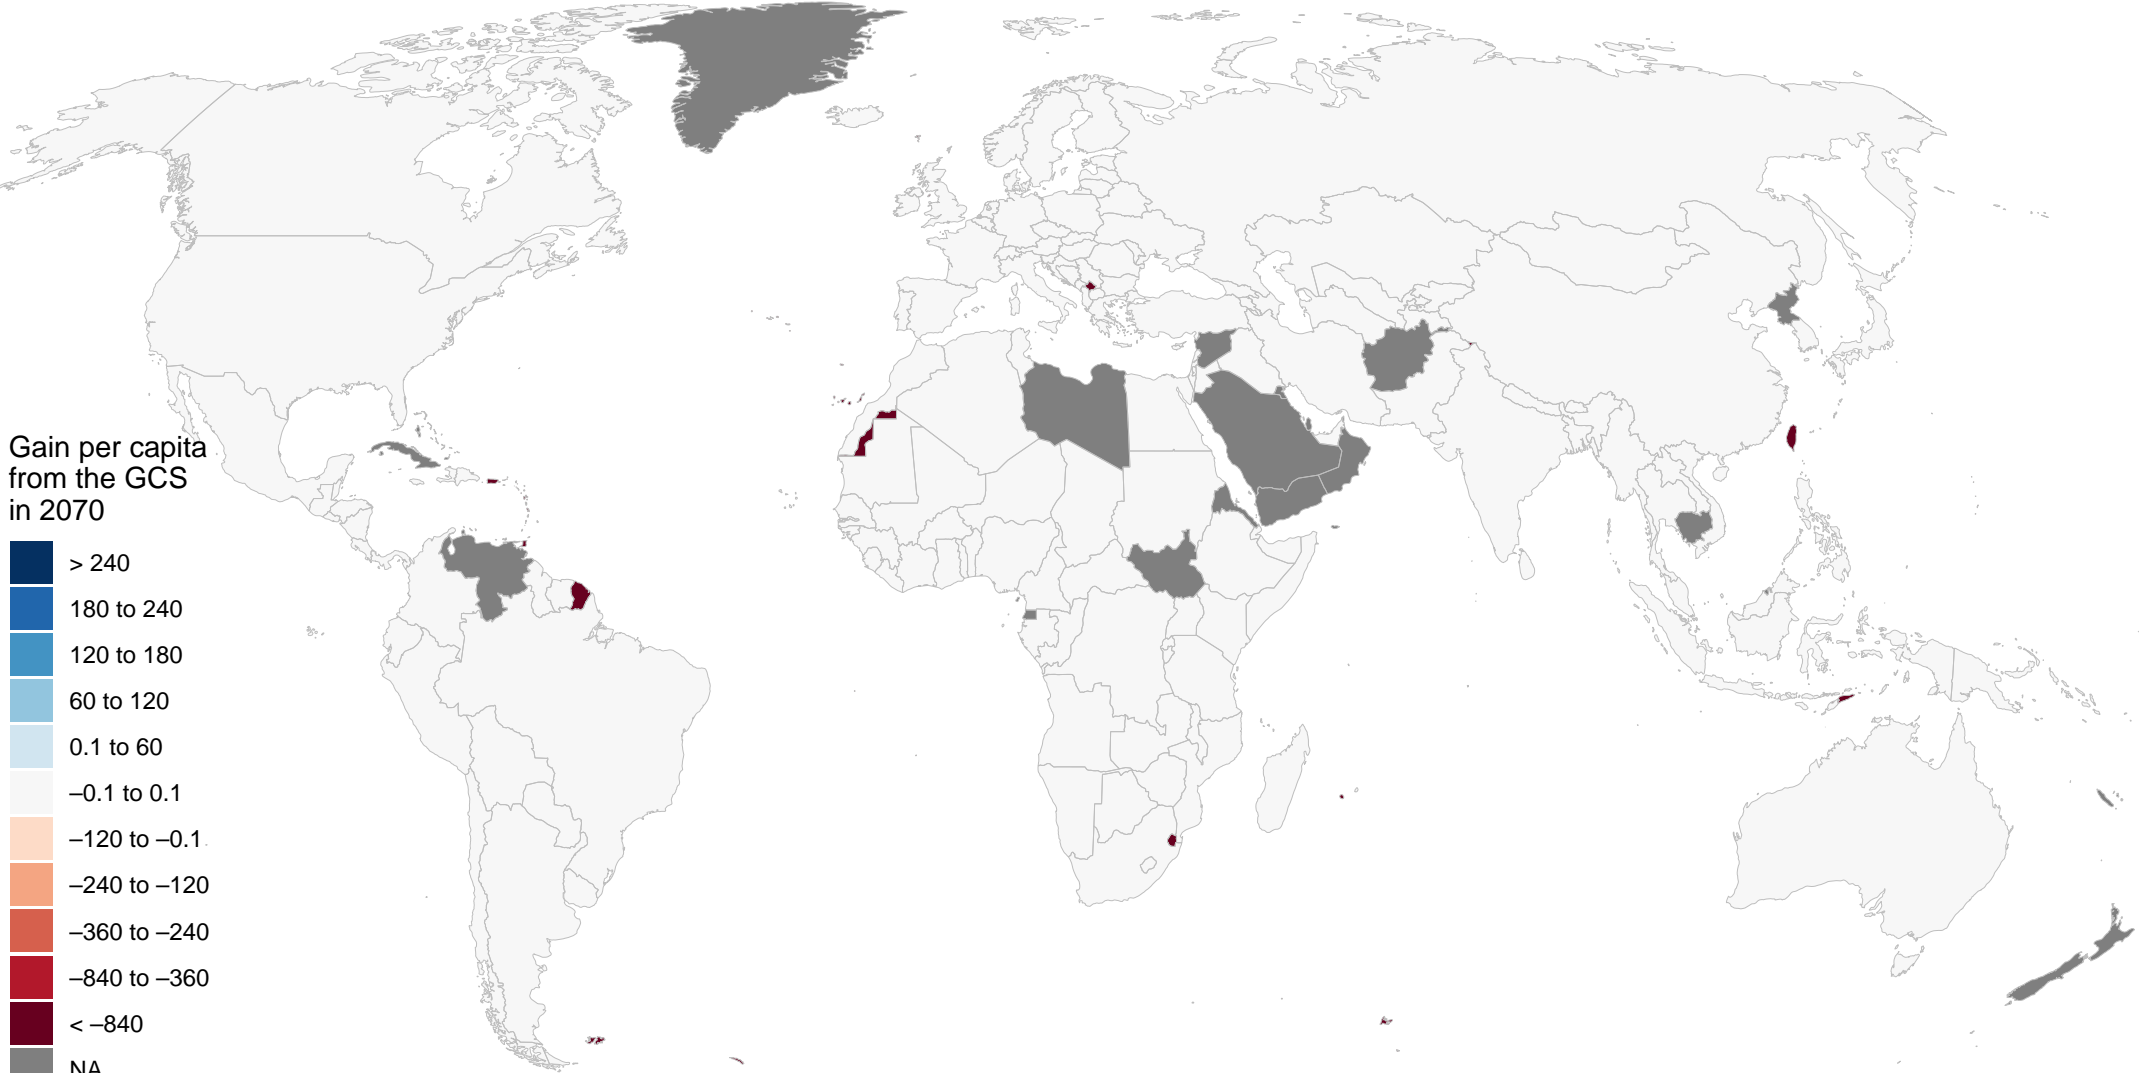 Gain per capita
from the GCS
in 2070
> 240
180 to 240
120 to 180
60 to 120
0.1 to 60
–0.1 to 0.1
–120 to –0.1
–240 to –120
–360 to –240
–840 to –360
< –840
NA